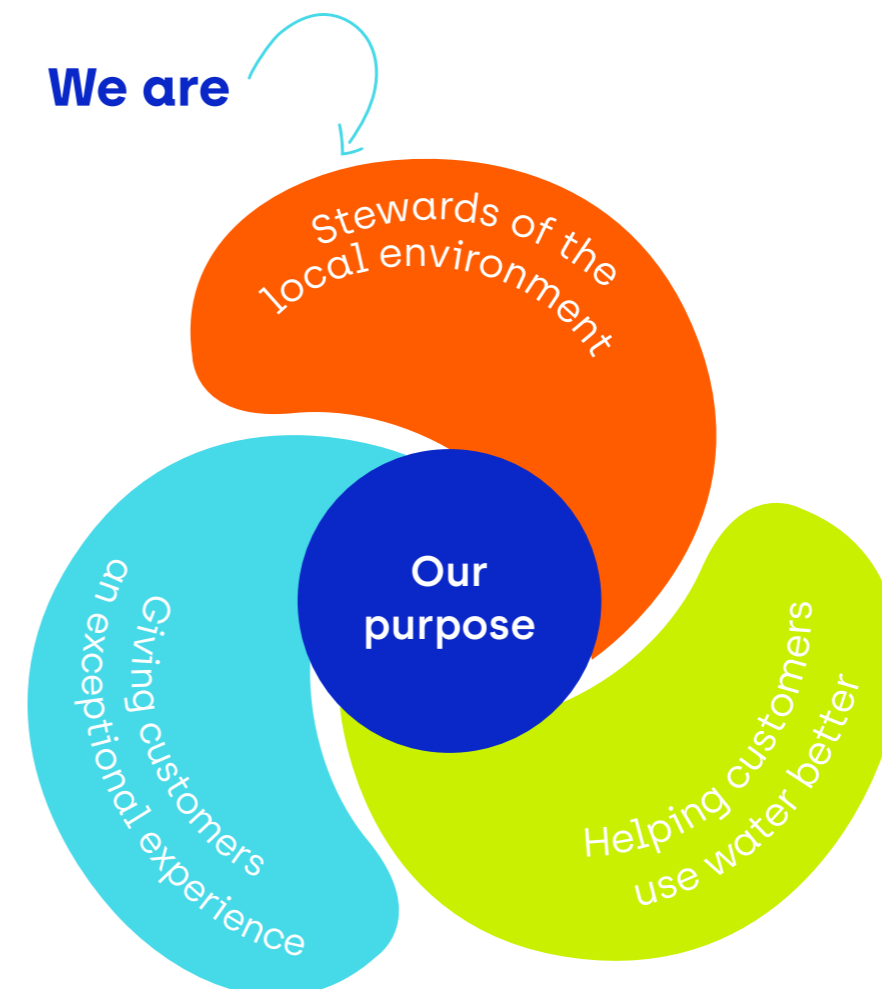 We are
Stewards of the
local environment
Our
purpose
Helping customers
use water better
Giving customers
an exceptional experience